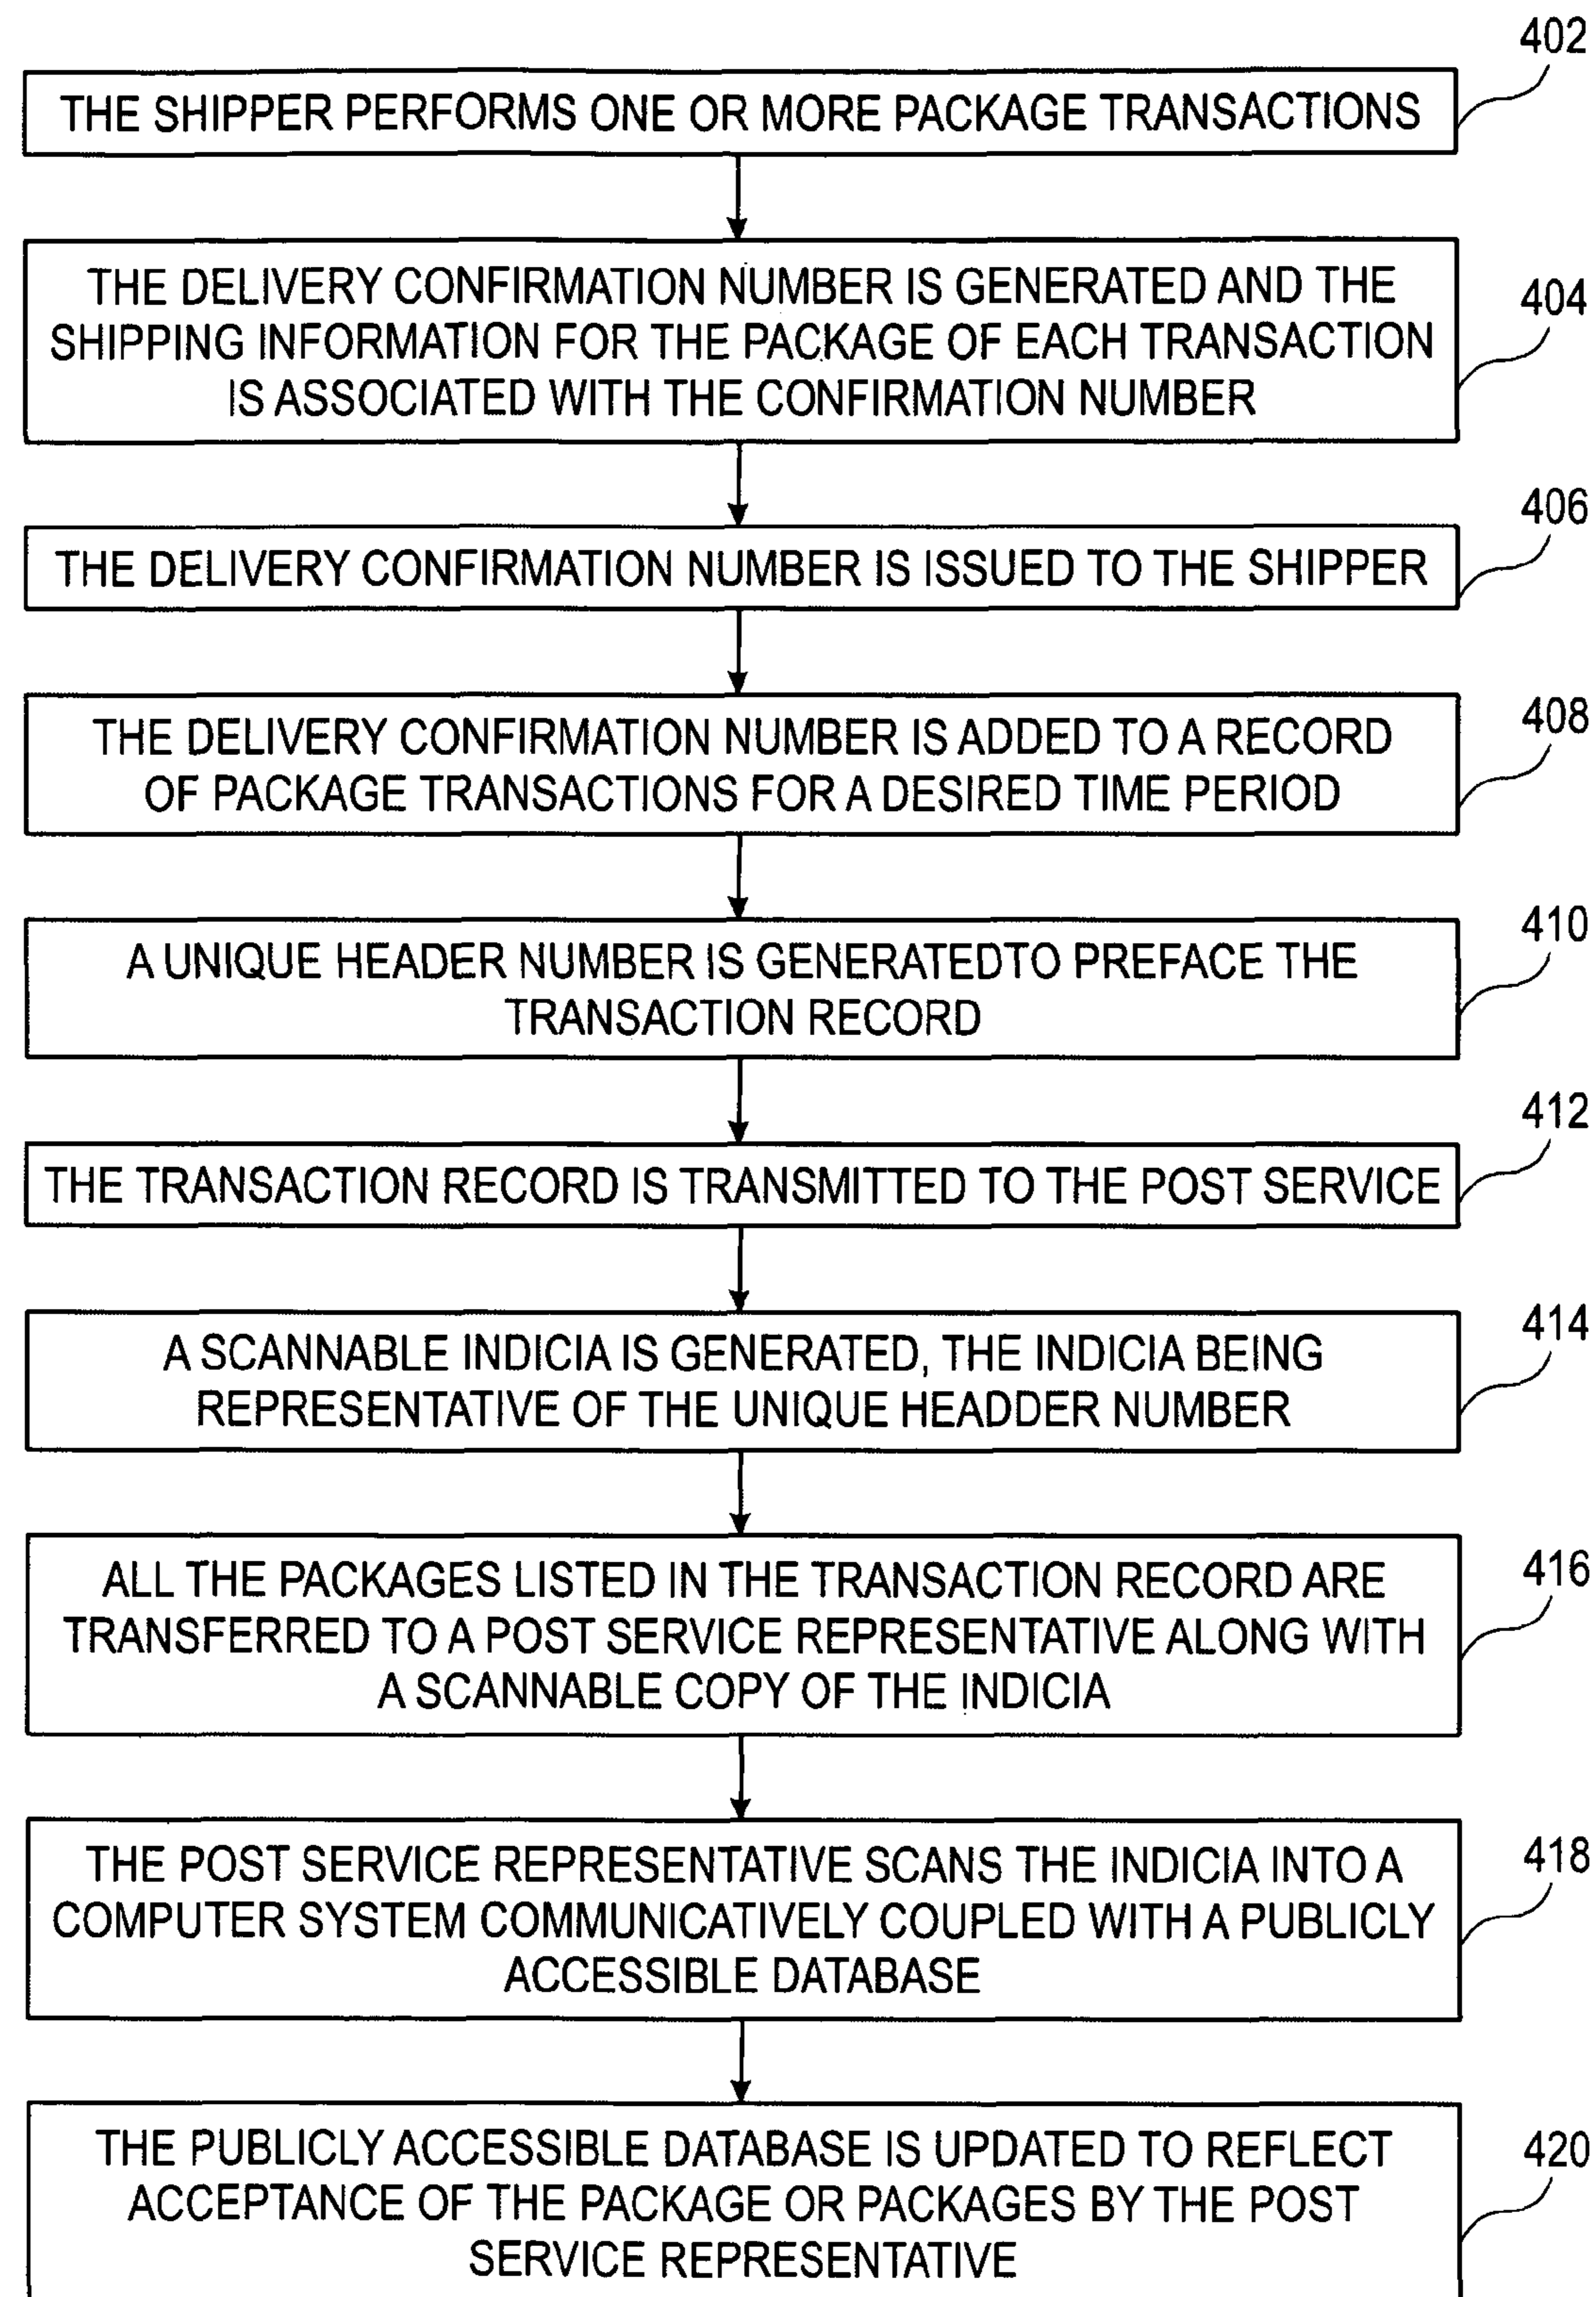 402
THE SHIPPER PERFORMS ONE OR MORE PACKAGE TRANSACTIONS
THE DELIVERY CONFIRMATION NUMBER IS GENERATED AND THE
SHIPPING INFORMATION FOR THE PACKAGE OF EACH TRANSACTION
IS ASSOCIATED WITH THE CONFIRMATION NUMBER
404
406
THE DELIVERY CONFIRMATION NUMBER IS ISSUED TO THE SHIPPER
408
THE DELIVERY CONFIRMATION NUMBER IS ADDED TO A RECORD
OF PACKAGE TRANSACTIONS FOR A DESIRED TIME PERIOD
410
A UNIQUE HEADER NUMBER IS GENERATEDTO PREFACE THE
TRANSACTION RECORD
412
THE TRANSACTION RECORD IS TRANSMITTED TO THE POST SERVICE
414
A SCANNABLE INDICIA IS GENERATED, THE INDICIA BEING
REPRESENTATIVE OF THE UNIQUE HEADDER NUMBER
416
ALL THE PACKAGES LISTED IN THE TRANSACTION RECORD ARE
TRANSFERRED TO A POST SERVICE REPRESENTATIVE ALONG WITH
A SCANNABLE COPY OF THE INDICIA
418
THE POST SERVICE REPRESENTATIVE SCANS THE INDICIA INTO A
COMPUTER SYSTEM COMMUNICATIVELY COUPLED WITH A PUBLICLY
ACCESSIBLE DATABASE
420
THE PUBLICLY ACCESSIBLE DATABASE IS UPDATED TO REFLECT
ACCEPTANCE OF THE PACKAGE OR PACKAGES BY THE POST
SERVICE REPRESENTATIVE